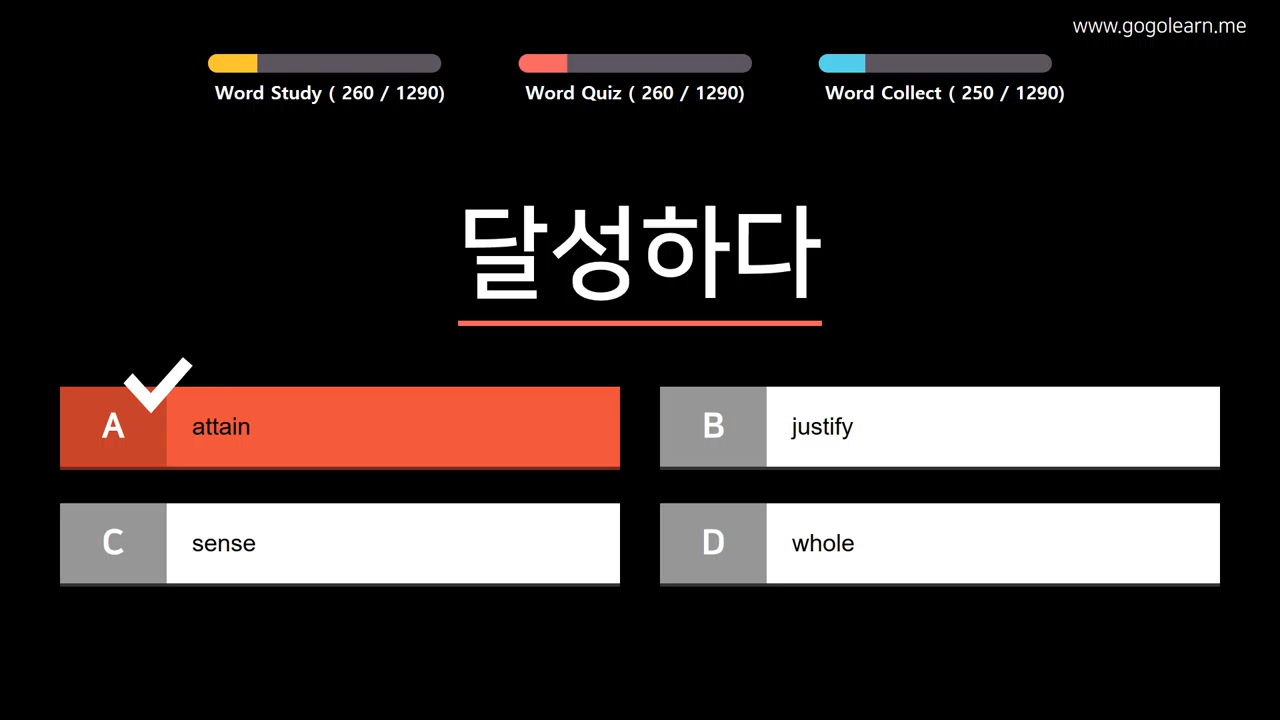 www.gogolearn.me
Word Study ( 260 / 1290)
Word Quiz ( 260 / 1290)
Word Collect ( 250 / 1290)
달성하다
A attain
B justify
C sense
D whole